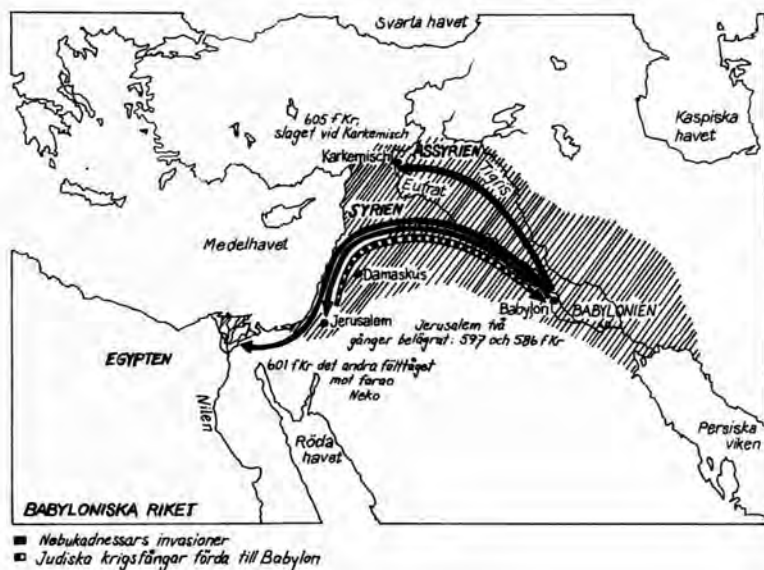 Svarta havet
Kaspiska
havet
605 f Kr,
slaget vid Karkemisch
Karkemisch
ASSYRIEN
Tigris
Eufrat
SYRIEN
Medelhavet
Damaskus
Babylon
BABYLONIEN
Jerusalem
Jerusalem två
gånger belägrat: 597 och 586 f Kr
EGYPTEN
601 f Kr det andra fälttåget
mot farao
Neko
Nilen
Röda
havet
Persiska
viken
BABYLONISKA RIKET
Nebukadnessars invasioner
Judiska krigsfångar förda till Babylon